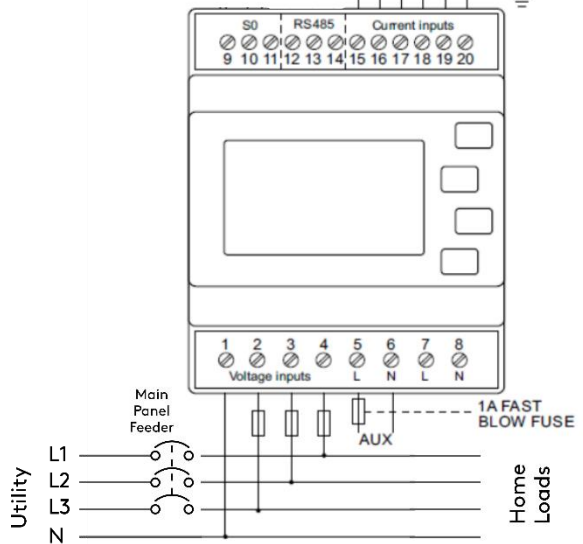 S0 RS485 Current inputs
9 10 11 12 13 14 15 16 17 18 19 20
1 2 3 4 5 6 7 8
Voltage inputs L N L N
Main
Panel
Feeder
AUX
1A FAST
BLOW FUSE
L1
L2
L3
N
Utility
Home
Loads